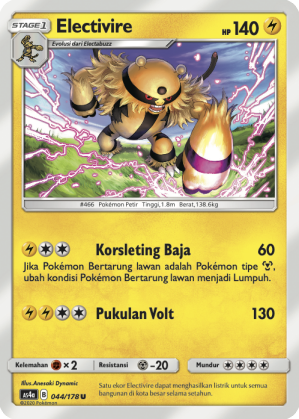 STAGE 1
Electivire
HP 140
Evolusi dari Electabuzz
#466 Pokémon Petir Tinggi,1.8m Berat,138.6kg
Korsleting Baja 60
Jika Pokémon Bertarung lawan adalah Pokémon tipe ,
ubah kondisi Pokémon Bertarung lawan menjadi Lumpuh.
Pukulan Volt 130
Kelemahan ×2 Resistansi -20 Mundur
Illus.Anesaki Dynamic
AS4a B 044/178 U
©2020 Pokémon
Satu ekor Electivire dapat menghasilkan listrik untuk semua
bangunan di kota besar selama setahun.